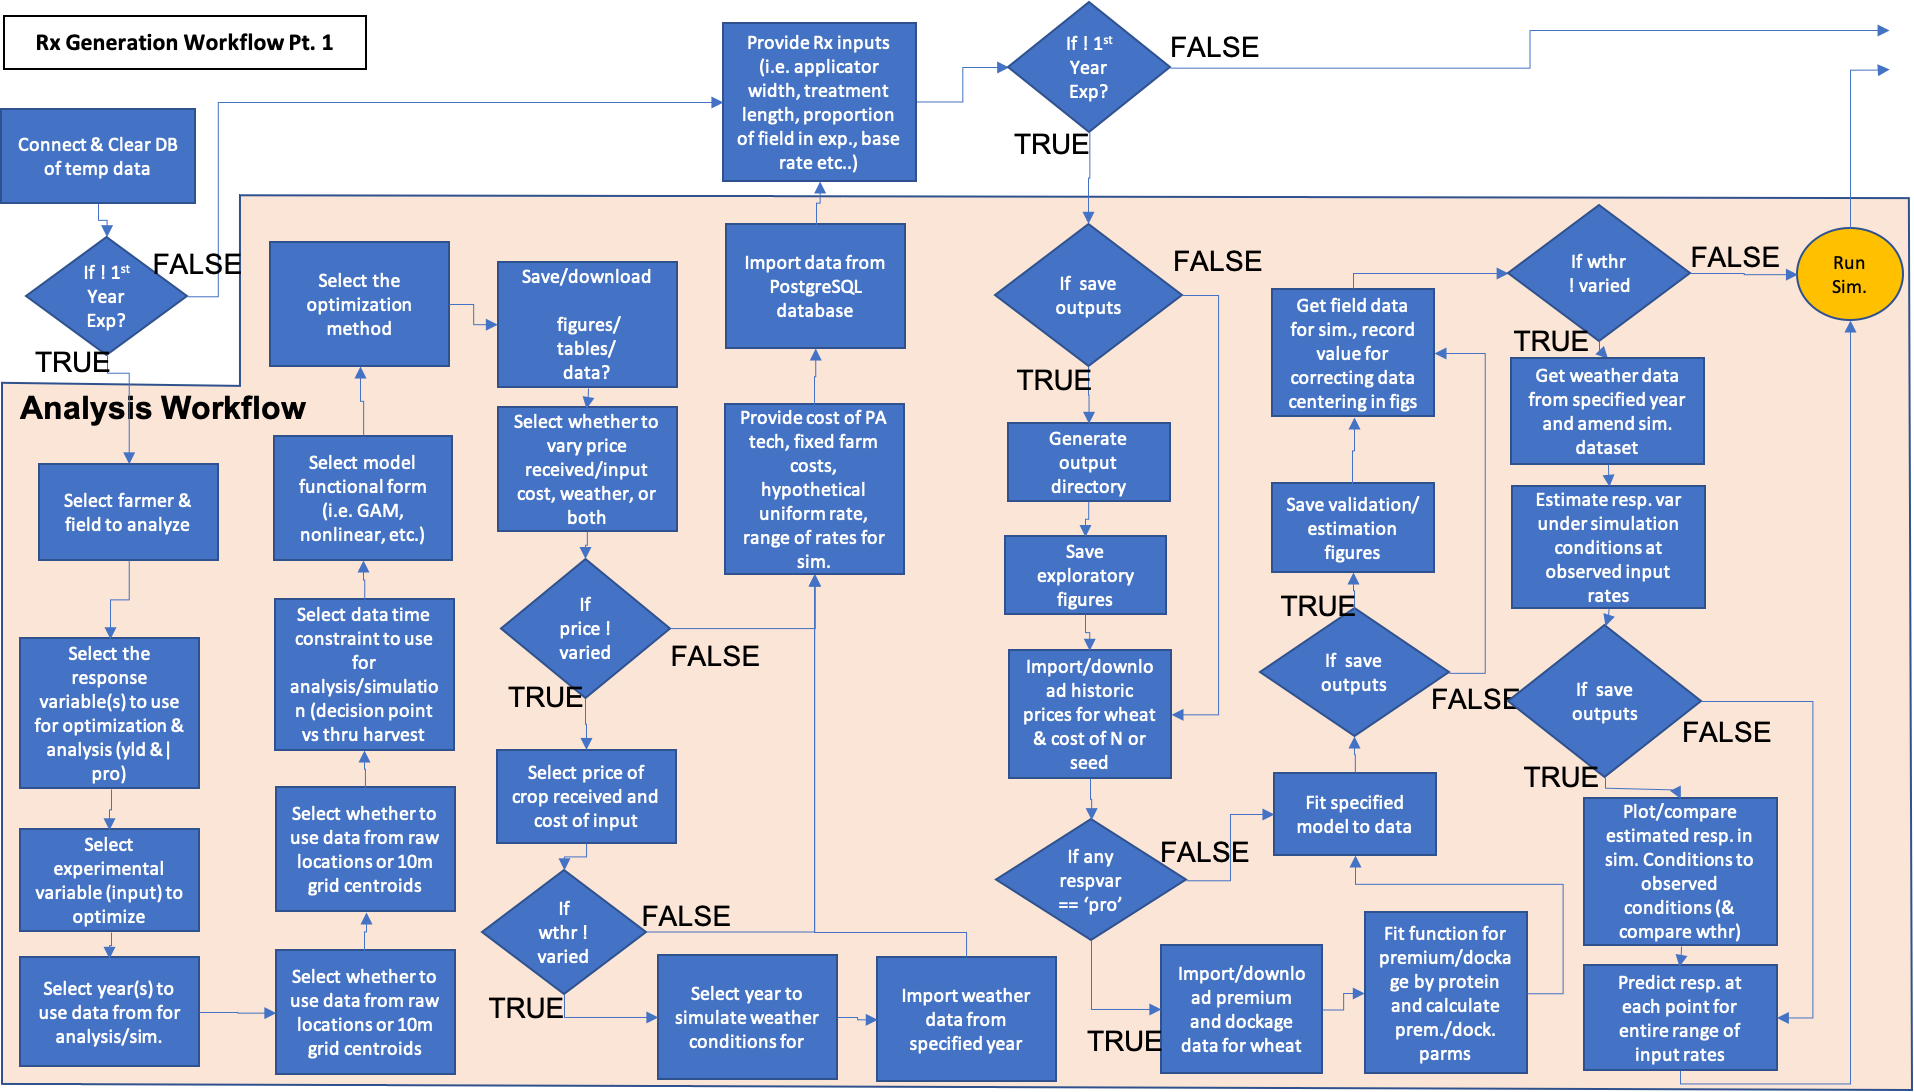 Rx Generation Workflow Pt. 1
Connect & Clear DB
of temp data
If ! 1st
Year
Exp?
FALSE
TRUE
Provide Rx inputs
(i.e. applicator
width, treatment
length, proportion
of field in exp., base
rate etc..)
If ! 1st
Year
Exp?
FALSE
TRUE
Analysis Workflow
Select farmer &
field to analyze
Select the
response
variable(s) to use
for optimization &
analysis (yld &|
pro)
Select
experimental
variable (input) to
optimize
Select year(s) to
use data from for
analysis/sim.
Select whether to
use data from raw
locations or 10m
grid centroids
Select whether to
use data from raw
locations or 10m
grid centroids
Select data time
constraint to use
for
analysis/simulatio
n (decision point
vs thru harvest
Select model
functional form
(i.e. GAM,
nonlinear, etc.)
Select the
optimization
method
Save/download
figures/
tables/
data?
Select whether to
vary price
received/input
cost, weather, or
both
If
price !
varied
FALSE
TRUE
Select price of
crop received and
cost of input
If
wthr !
varied
FALSE
TRUE
Select year to
simulate weather
conditions for
Import weather
data from
specified year
Provide cost of PA
tech, fixed farm
costs,
hypothetical
uniform rate,
range of rates for
sim.
Import data from
PostgreSQL
database
If  save
outputs
FALSE
TRUE
Generate
output
directory
Save
exploratory
figures
Import/downlo
ad historic
prices for wheat
& cost of N or
seed
If any
respvar
== ‘pro’
FALSE
TRUE
Import/downlo
ad premium
and dockage
data for wheat
Fit function for
premium/docka
ge by protein
and calculate
prem./dock.
parms
Fit specified
model to data
If  save
outputs
TRUE
FALSE
Save validation/
estimation
figures
Get field data
for sim., record
value for
correcting data
centering in figs
If wthr
! varied
FALSE
TRUE
Run
Sim.
Get weather data
from specified year
and amend sim.
dataset
Estimate resp. var
under simulation
conditions at
observed input
rates
If  save
outputs
FALSE
TRUE
Plot/compare
estimated resp. in
sim. Conditions to
observed
conditions (&
compare wthr)
Predict resp. at
each point for
entire range of
input rates